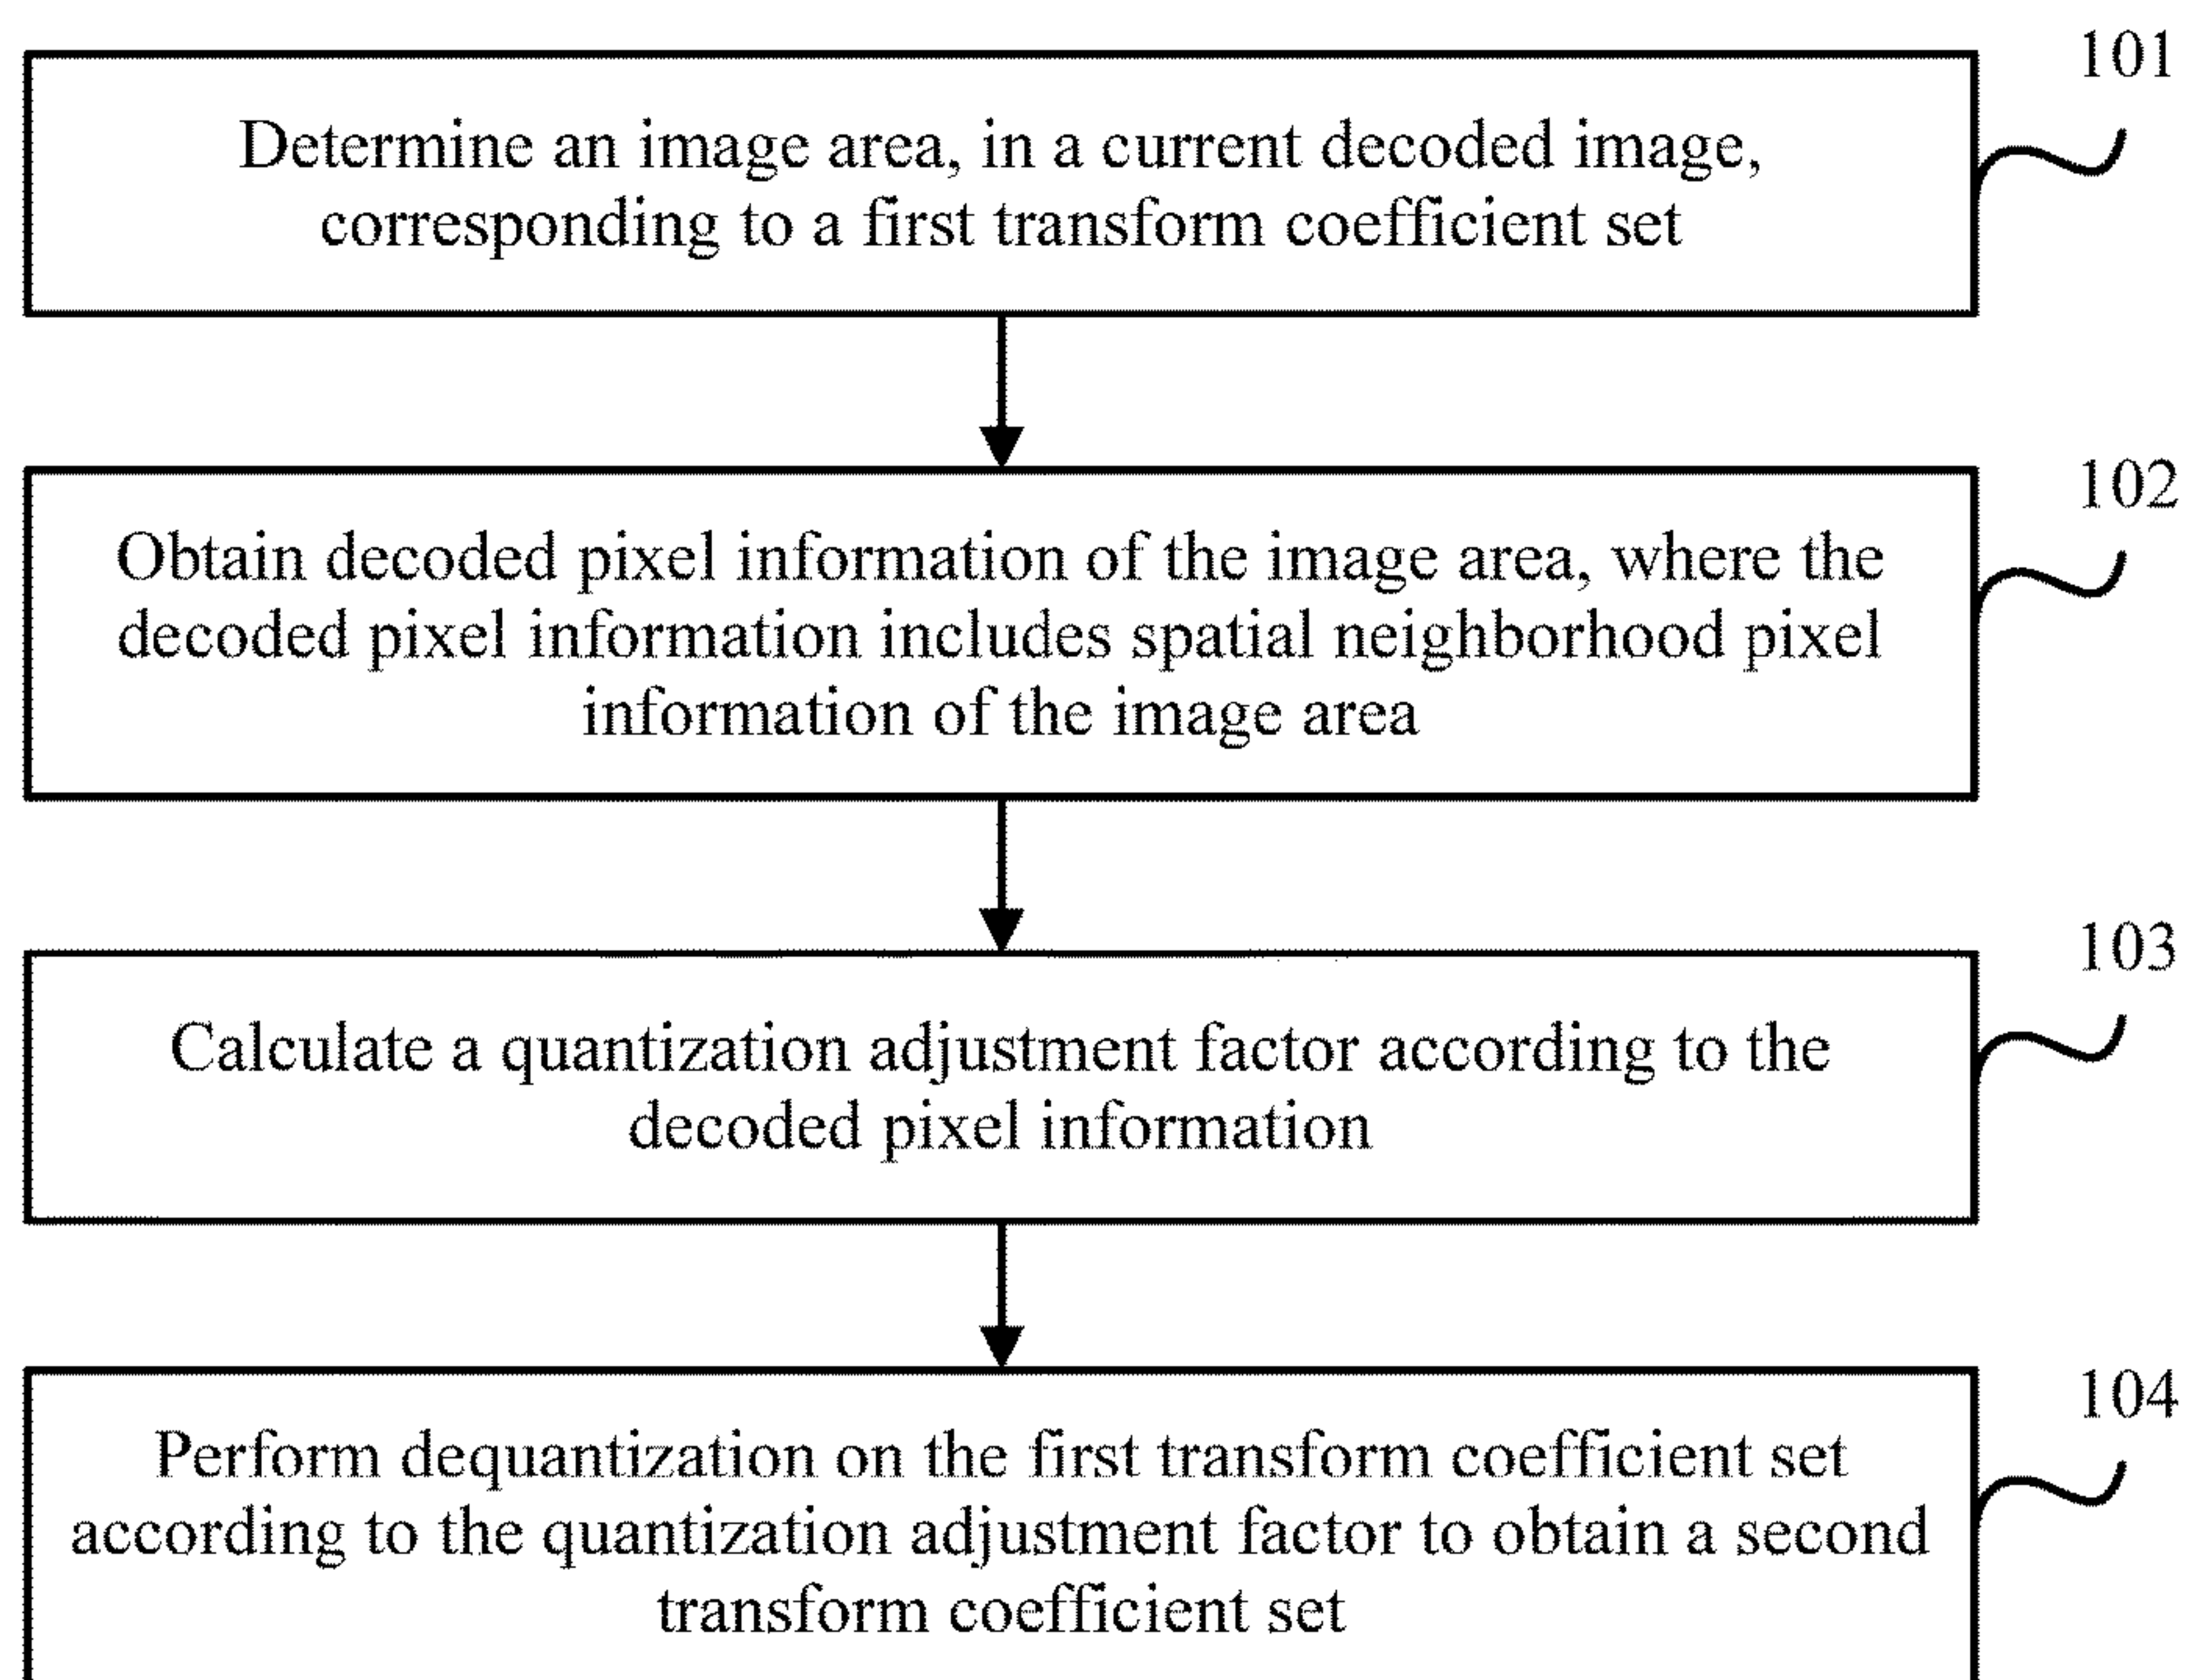 101
Determine an image area, in a current decoded image,
corresponding to a first transform coefficient set
102
Obtain decoded pixel information of the image area, where the
decoded pixel information includes spatial neighborhood pixel
information of the image area
103
Calculate a quantization adjustment factor according to the
decoded pixel information
104
Perform dequantization on the first transform coefficient set
according to the quantization adjustment factor to obtain a second
transform coefficient set